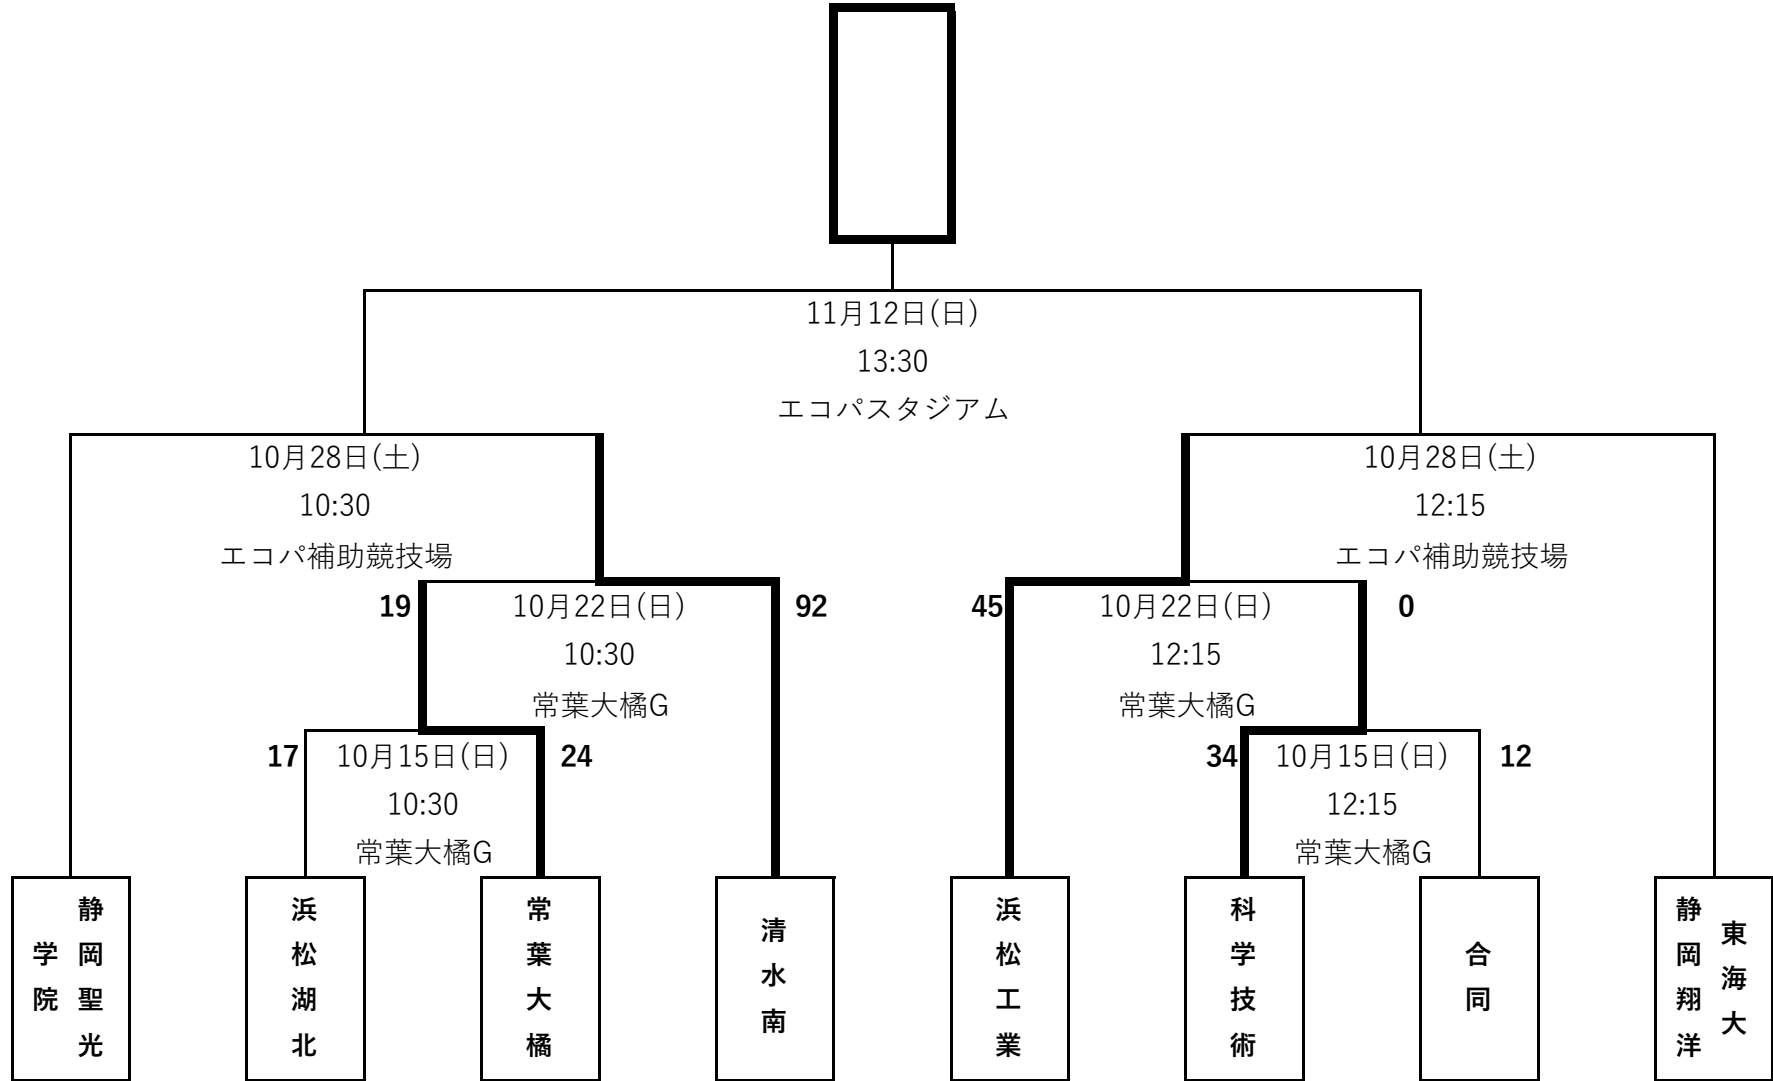 11月12日(日)
13:30
エコパスタジアム
10月28日(土)
10:30
エコパ補助競技場
10月28日(土)
12:15
エコパ補助競技場
19
10月22日(日)
92
10:30
常葉大橘G
45
10月22日(日)
0
12:15
常葉大橘G
17
10月15日(日)
24
10:30
常葉大橘G
34
10月15日(日)
12
12:15
常葉大橘G
静岡聖光
学院
浜松湖北
常葉大橘
清水南
浜松工業
科学技術
合同
東海大
静岡翔洋